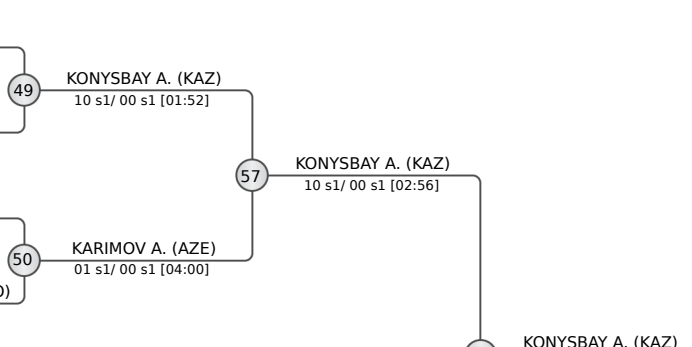 KONYSBAY A. (KAZ)
49
10 s1/ 00 s1 [01:52]
KONYSBAY A. (KAZ)
57
10 s1/ 00 s1 [02:56]
KARIMOV A. (AZE)
50
01 s1/ 00 s1 [04:00]
KONYSBAY A. (KAZ)